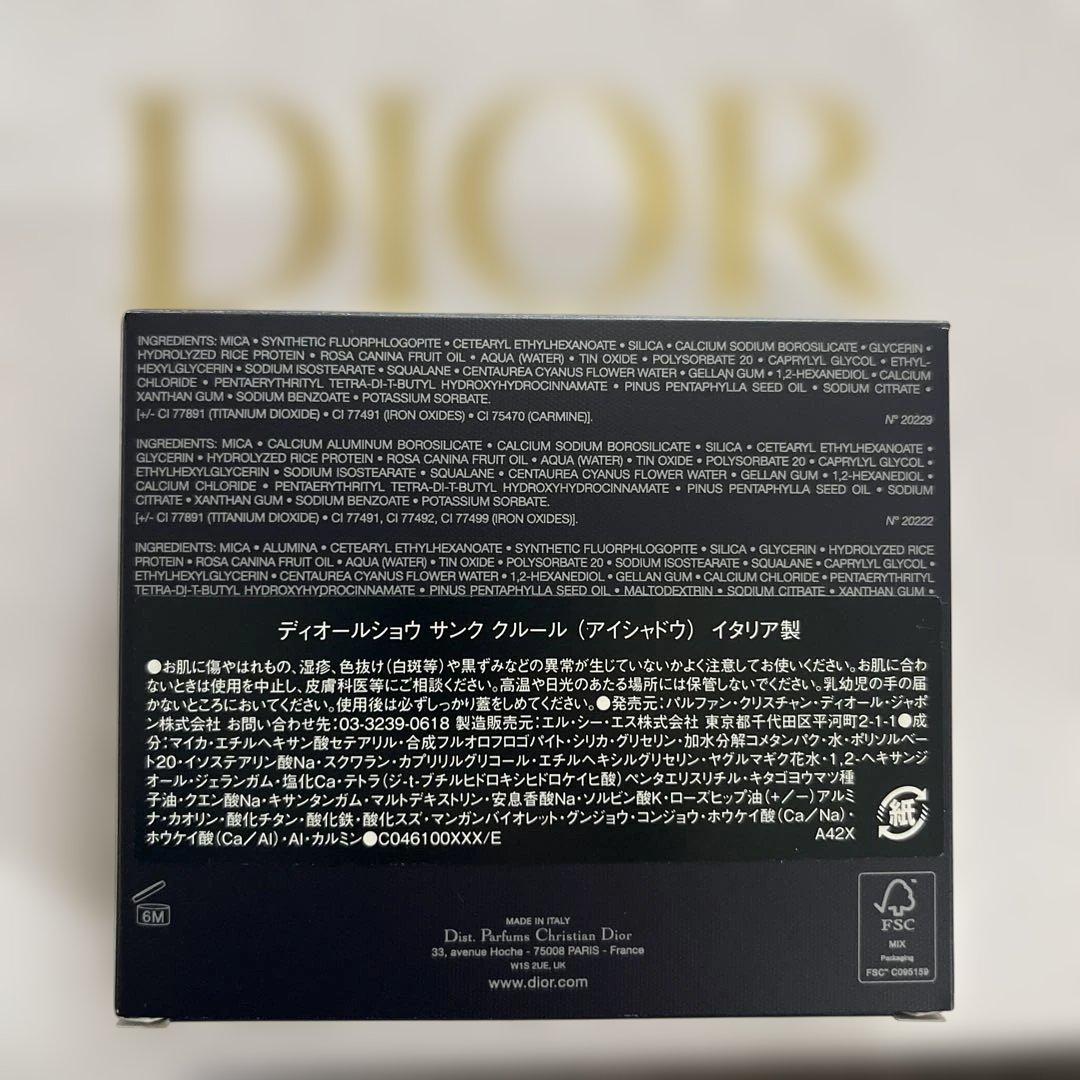 DIOR
INGREDIENTS: MICA • SYNTHETIC FLUORPHLOGOPITE • CETEARYL ETHYLHEXANOATE • SILICA • CALCIUM SODIUM BOROSILICATE • GLYCERIN •
HYDROLYZED RICE PROTEIN • ROSA CANINA FRUIT OIL • AQUA (WATER) • TIN OXIDE • POLYSORBATE 20 • CAPRYLYL GLYCOL • ETHYL-
HEXYLGLYCERIN • SODIUM ISOSTEARATE • SQUALANE • CENTAUREA CYANUS FLOWER WATER • GELLAN GUM • 1,2-HEXANEDIOL • CALCIUM
CHLORIDE • PENTAERYTHRITYL TETRA-DI-T-BUTYL HYDROXYHYDROCINNAMATE • PINUS PENTAPHYLLA SEED OIL • SODIUM CITRATE •
XANTHAN GUM • SODIUM BENZOATE • POTASSIUM SORBATE.
[+/- CI 77891 (TITANIUM DIOXIDE) • CI 77491 (IRON OXIDES) • CI 75470 (CARMINE)]. N° 20229
INGREDIENTS: MICA • CALCIUM ALUMINUM BOROSILICATE • CALCIUM SODIUM BOROSILICATE • SILICA • CETEARYL ETHYLHEXANOATE •
GLYCERIN • HYDROLYZED RICE PROTEIN • ROSA CANINA FRUIT OIL • AQUA (WATER) • TIN OXIDE • POLYSORBATE 20 • CAPRYLYL GLYCOL •
ETHYLHEXYLGLYCERIN • SODIUM ISOSTEARATE • SQUALANE • CENTAUREA CYANUS FLOWER WATER • GELLAN GUM • 1,2-HEXANEDIOL •
CALCIUM CHLORIDE • PENTAERYTHRITYL TETRA-DI-T-BUTYL HYDROXYHYDROCINNAMATE • PINUS PENTAPHYLLA SEED OIL • SODIUM
CITRATE • XANTHAN GUM • SODIUM BENZOATE • POTASSIUM SORBATE.
[+/- CI 77891 (TITANIUM DIOXIDE) • CI 77491, CI 77492, CI 77499 (IRON OXIDES)]. N° 20222
INGREDIENTS: MICA • ALUMINA • CETEARYL ETHYLHEXANOATE • SYNTHETIC FLUORPHLOGOPITE • SILICA • GLYCERIN • HYDROLYZED RICE
PROTEIN • ROSA CANINA FRUIT OIL • AQUA (WATER) • TIN OXIDE • POLYSORBATE 20 • SODIUM ISOSTEARATE • SQUALANE • CAPRYLYL GLYCOL •
ETHYLHEXYLGLYCERIN • CENTAUREA CYANUS FLOWER WATER • 1,2-HEXANEDIOL • GELLAN GUM • CALCIUM CHLORIDE • PENTAERYTHRITYL
TETRA-DI-T-BUTYL HYDROXYHYDROCINNAMATE • PINUS PENTAPHYLLA SEED OIL • MALTODEXTRIN • SODIUM CITRATE • XANTHAN GUM •
ディオールショウ サンク クルール（アイシャドウ） イタリア製
●お肌に傷やはれもの、湿疹、色抜け（白斑等）や黒ずみなどの異常が生じていないかよく注意してお使いください。お肌に合わ
ないときは使用を中止し、皮膚科医等にご相談ください。高温や日光のあたる場所には保管しないでください。乳幼児の手の届
かないところにおいてください。使用後は必ずしっかり蓋をしめてください。●発売元：パルファン・クリスチャン・ディオール・ジャポ
ン株式会社 お問い合わせ先：03-3239-0618 製造販売元：エル・シー・エス株式会社 東京都千代田区平河町2-1-1●成
分：マイカ・エチルヘキサン酸セテアリル・合成フルオロフロゴパイト・シリカ・グリセリン・加水分解コメタンパク・水・ポリソルベー
ト20・イソステアリン酸Na・スクワラン・カプリリルグリコール・エチルヘキシルグリセリン・ヤグルマギク花水・1，2-ヘキサンジ
オール・ジェランガム・塩化Ca・テトラ（ジ-t-ブチルヒドロキシヒドロケイヒ酸）ペンタエリスリチル・キタゴヨウマツ種
子油・クエン酸Na・キサンタンガム・マルトデキストリン・安息香酸Na・ソルビン酸K・ローズヒップ油（+／−）アルミ
ナ・カオリン・酸化チタン・酸化鉄・酸化スズ・マンガンバイオレット・グンジョウ・コンジョウ・ホウケイ酸（Ca／Na）・
ホウケイ酸（Ca／Al）・Al・カルミン●C046100XXX/E A42X
紙
6M
MADE IN ITALY
Dist. Parfums Christian Dior
33, avenue Hoche - 75008 PARIS - France
W1S 2UE, UK
www.dior.com
FSC
MIX
Packaging
FSC™ C095159